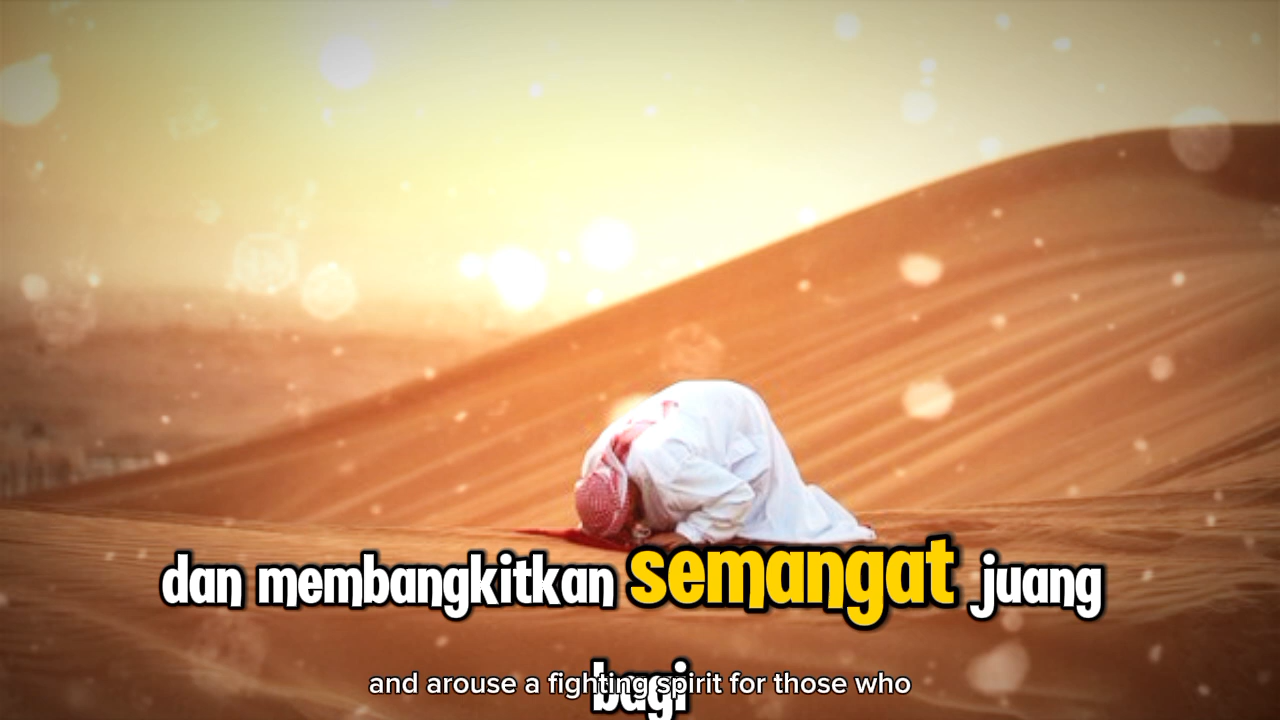 dan membangkitkan semangat juang
bagi
and arouse a fighting spirit for those who